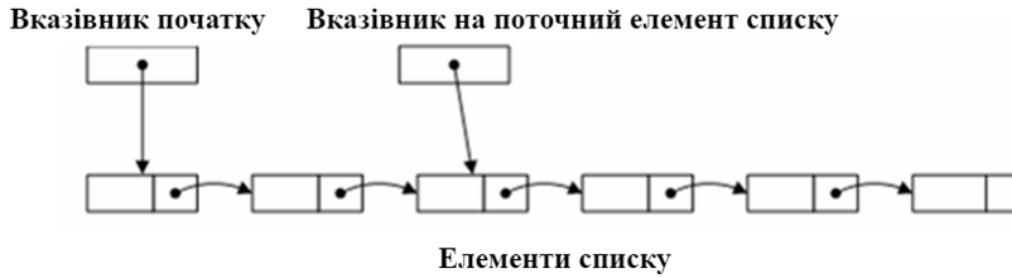 Вказівник початку Вказівник на поточний елемент списку
Елементи списку